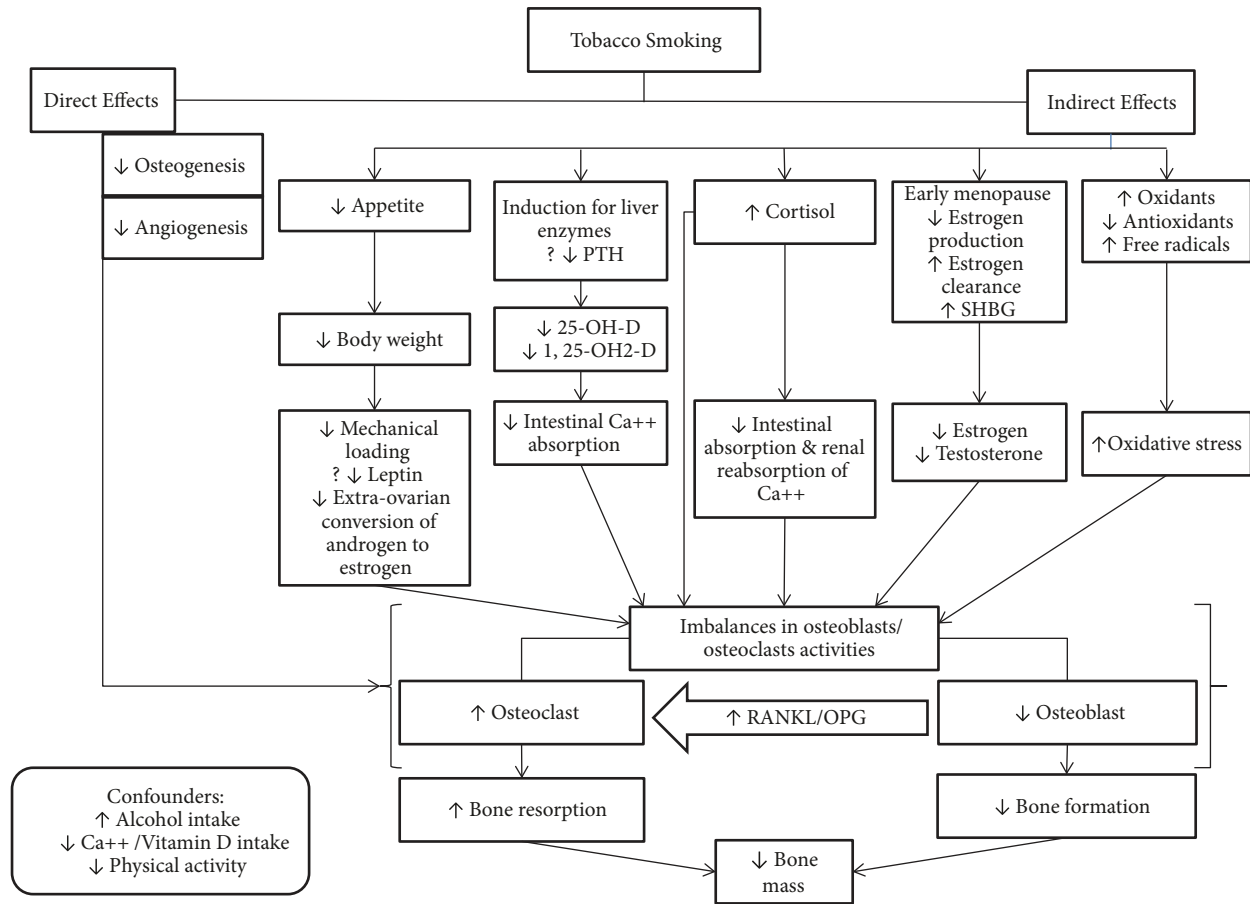 Tobacco Smoking
Direct Effects
Indirect Effects
↓ Osteogenesis
↓ Angiogenesis
↓ Appetite
Induction for liver
enzymes
? ↓ PTH
↑ Cortisol
Early menopause
↓ Estrogen
production
↑ Estrogen
clearance
↑ SHBG
↑ Oxidants
↓ Antioxidants
↑ Free radicals
↓ Body weight
↓ 25-OH-D
↓ 1, 25-OH2-D
↓ Mechanical
loading
? ↓ Leptin
↓ Extra-ovarian
conversion of
androgen to
estrogen
↓ Intestinal Ca++
absorption
↓ Intestinal
absorption & renal
reabsorption of
Ca++
↓ Estrogen
↓ Testosterone
↑Oxidative stress
Imbalances in osteoblasts/
osteoclasts activities
↑ Osteoclast
↑ RANKL/OPG
↓ Osteoblast
↑ Bone resorption
↓ Bone formation
↓ Bone
mass
Confounders:
↑ Alcohol intake
↓ Ca++ /Vitamin D intake
↓ Physical activity